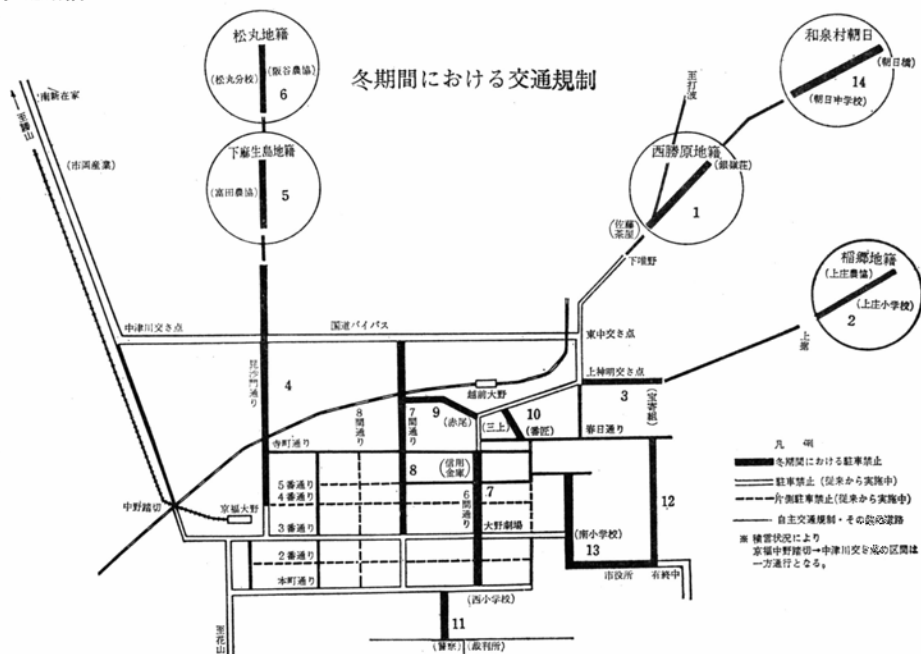 冬期間における交通規制
松丸地籍
(松丸分校)
(阪谷農協)
6
下麻生島地籍
(富田農協)
5
和泉村朝日
(朝日橋)
14
(朝日中学校)
西勝原地籍
(銀嶺荘)
1
(佐藤茶屋)
至打波
下唯野
稲郷地籍
(上庄農協)
(上庄小学校)
2
上黒
南新在家
至勝山
(市岡産業)
中津川交さ点
国道バイパス
東中交さ点
上神明交さ点
3
(宝寄組)
毘沙門通り
4
8間通り
7間通り
越前大野
9
(赤尾)
10
(三上)
(番匠)
春日通り
寺町通り
8
(信用金庫)
6間通り
7
5番通り
4番通り
3番通り
大野劇場
中野踏切
京福大野
2番通り
本町通り
(南小学校)
13
12
市役所
有終中
(西小学校)
11
(警察)
(裁判所)
至花山
凡例
冬期間における駐車禁止
駐車禁止(従来から実施中)
片側駐車禁止(従来から実施中)
自主交通規制・その他の道路
※ 積雪状況により
京福中野踏切→中津川交さ点の区間は
一方通行となる。